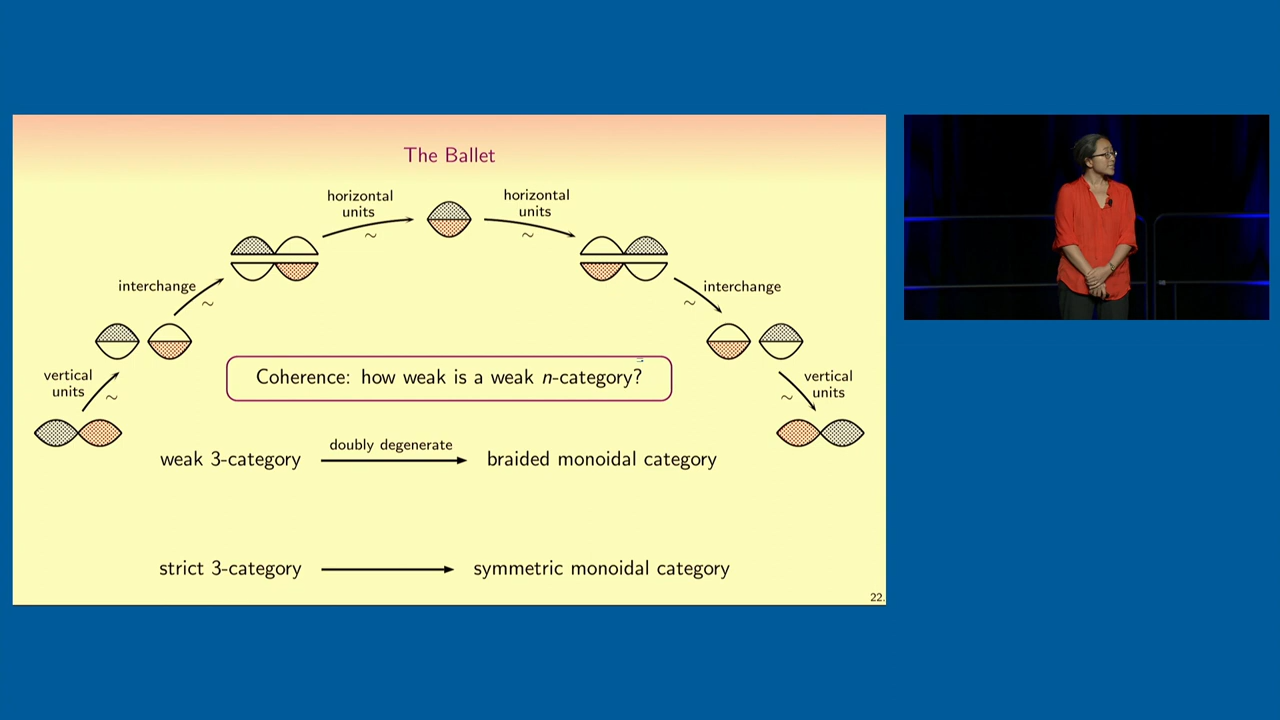 The Ballet
horizontal
units
∼
horizontal
units
∼
interchange
∼
interchange
∼
vertical
units
∼
vertical
units
∼
Coherence: how weak is a weak n-category?
weak 3-category
doubly degenerate
braided monoidal category
strict 3-category
symmetric monoidal category
22.